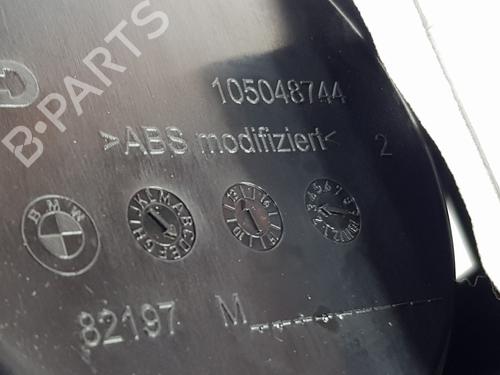 B-PARTS
105048744
>ABS modifiziert<
2
BMW
82197 M